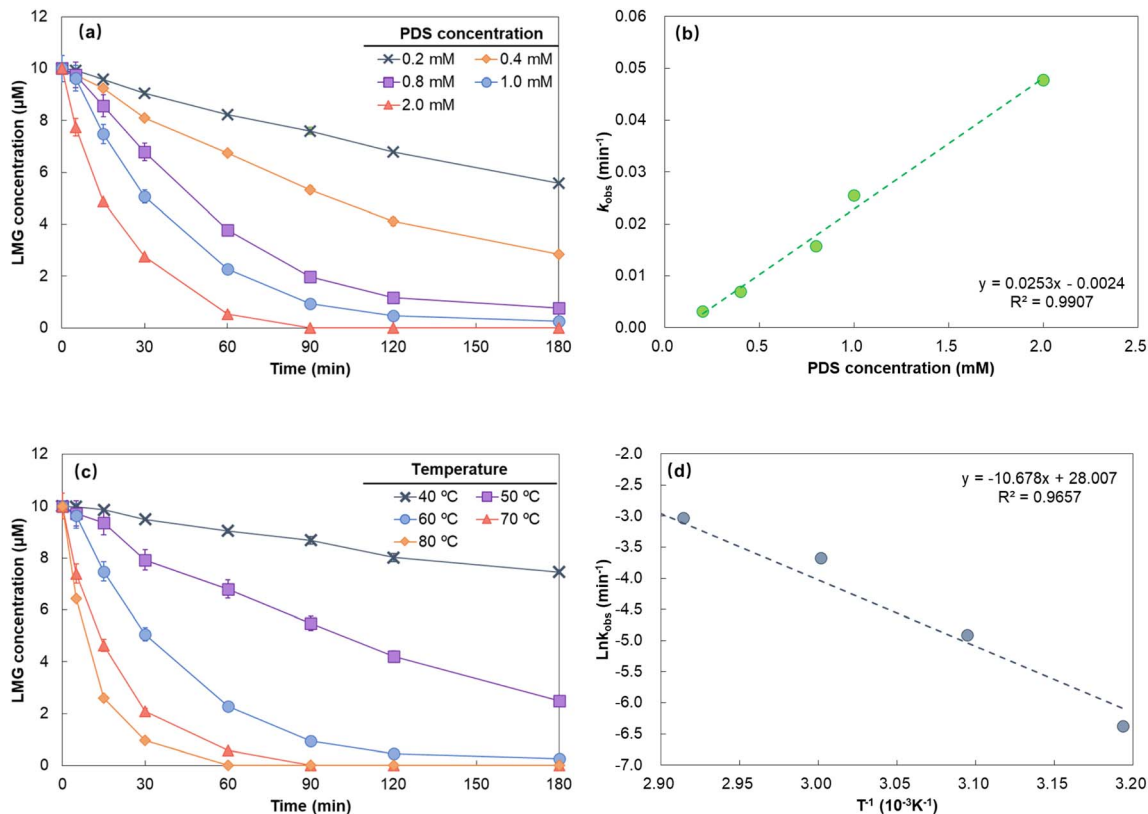 (a)
PDS concentration
0.2 mM 0.4 mM
0.8 mM 1.0 mM
2.0 mM
12
10
8
6
4
2
0
LMG concentration (µM)
0 30 60 90 120 150 180
Time (min)
(b)
0.06
0.05
0.04
0.03
0.02
0.01
0.00
kobs (min-1)
y = 0.0253x - 0.0024
R² = 0.9907
0.0 0.5 1.0 1.5 2.0 2.5
PDS concentration (mM)
(c)
Temperature
40 ºC 50 ºC
60 ºC 70 ºC
80 ºC
12
10
8
6
4
2
0
LMG concentration (µM)
0 30 60 90 120 150 180
Time (min)
(d)
-2.0
-2.5
-3.0
-3.5
-4.0
-4.5
-5.0
-5.5
-6.0
-6.5
-7.0
Lnkobs (min-1)
y = -10.678x + 28.007
R² = 0.9657
2.90 2.95 3.00 3.05 3.10 3.15 3.20
T-1 (10-3K-1)